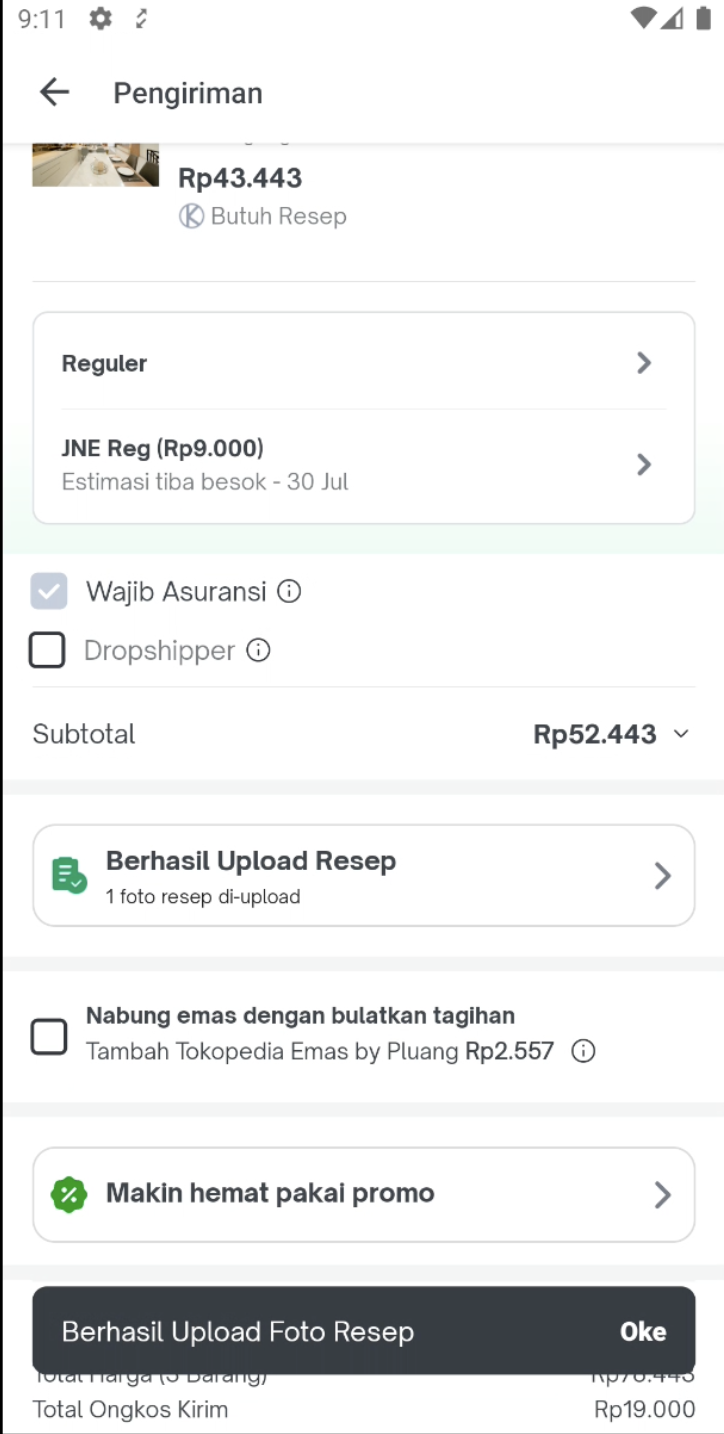 9:11
Pengiriman
Rp43.443
Butuh Resep
Reguler
JNE Reg (Rp9.000)
Estimasi tiba besok - 30 Jul
Wajib Asuransi
Dropshipper
Subtotal Rp52.443
Berhasil Upload Resep
1 foto resep di-upload
Nabung emas dengan bulatkan tagihan
Tambah Tokopedia Emas by Pluang Rp2.557
Makin hemat pakai promo
Berhasil Upload Foto Resep Oke
Total Harga (3 Barang)
Total Ongkos Kirim Rp19.000